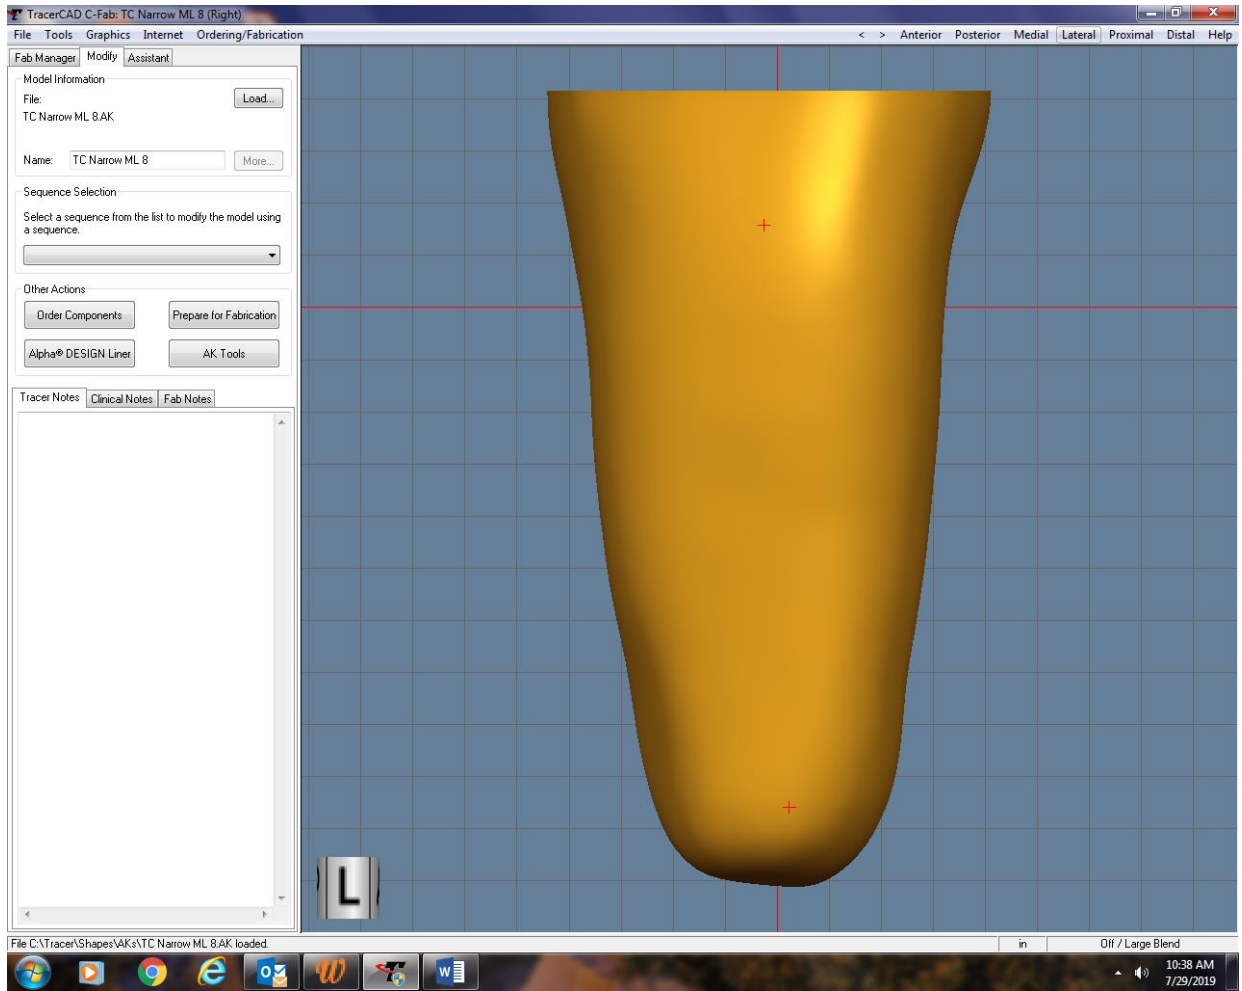 TracerCAD C-Fab: TC Narrow ML 8 (Right)
File Tools Graphics Internet Ordering/Fabrication < > Anterior Posterior Medial Lateral Proximal Distal Help
Fab Manager Modify Assistant
Model Information
File: Load...
TC Narrow ML 8.AK
Name: TC Narrow ML 8 More...
Sequence Selection
Select a sequence from the list to modify the model using
a sequence.
Other Actions
Order Components Prepare for Fabrication
Alpha® DESIGN Liner AK Tools
Tracer Notes Clinical Notes Fab Notes
L
File C:\Tracer\Shapes\AKs\TC Narrow ML 8.AK loaded. in Off / Large Blend
10:38 AM
7/29/2019